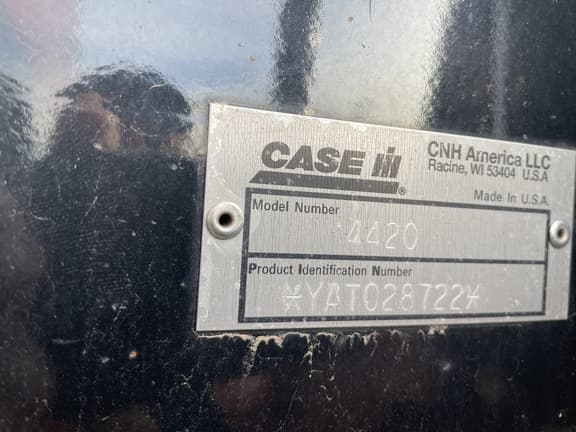 CASE IH®
CNH America LLC
Racine, WI 53404 U.S.A
Made in U.S.A.
Model Number
4420
Product Identification Number
*YAT028722*